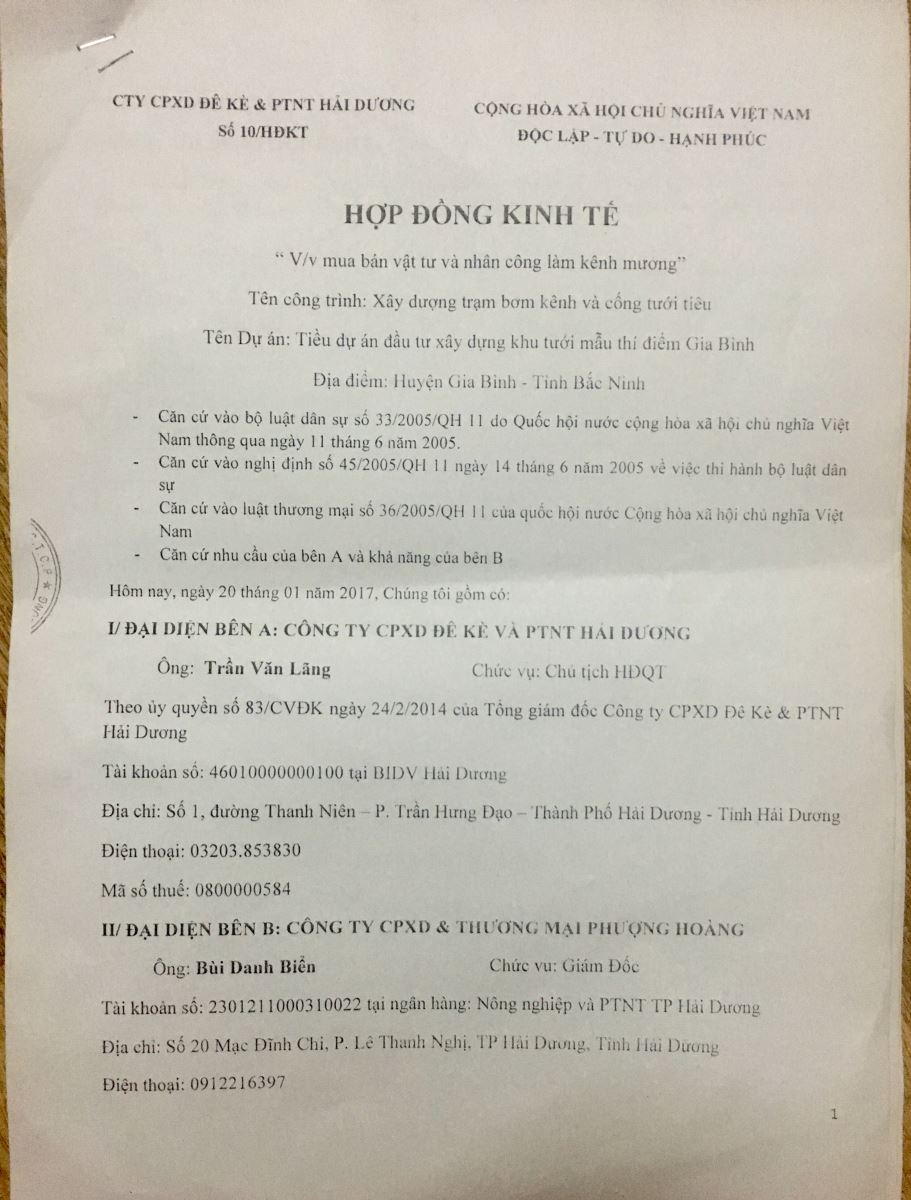 CTY CPXD ĐÊ KÈ & PTNT HẢI DƯƠNG
Số 10/HĐKT
CỘNG HÒA XÃ HỘI CHỦ NGHĨA VIỆT NAM
ĐỘC LẬP - TỰ DO - HẠNH PHÚC
HỢP ĐỒNG KINH TẾ
“ V/v mua bán vật tư và nhân công làm kênh mương”
Tên công trình: Xây dượng trạm bơm kênh và cống tưới tiêu
Tên Dự án: Tiều dự án đầu tư xây dựng khu tưới mẫu thí điểm Gia Bình
Địa điểm: Huyện Gia Bình - Tỉnh Bắc Ninh
- Căn cứ vào bộ luật dân sự số 33/2005/QH 11 do Quốc hội nước cộng hòa xã hội chủ nghĩa Việt
Nam thông qua ngày 11 tháng 6 năm 2005.
- Căn cứ vào nghị định số 45/2005/QH 11 ngày 14 tháng 6 năm 2005 về việc thi hành bộ luật dân
sự
- Căn cứ vào luật thương mại số 36/2005/QH 11 của quốc hội nước Cộng hòa xã hội chủ nghĩa Việt
Nam
- Căn cứ nhu cầu của bên A và khả năng của bên B
Hôm nay, ngày 20 tháng 01 năm 2017, Chúng tôi gồm có:
I/ ĐẠI DIỆN BÊN A: CÔNG TY CPXD ĐÊ KÈ VÀ PTNT HẢI DƯƠNG
Ông: Trần Văn Lãng Chức vụ: Chủ tịch HĐQT
Theo ủy quyền số 83/CVĐK ngày 24/2/2014 của Tổng giám đốc Công ty CPXD Đê Kè & PTNT
Hải Dương
Tài khoản số: 46010000000100 tại BIDV Hải Dương
Địa chỉ: Số 1, đường Thanh Niên – P. Trần Hưng Đạo – Thành Phố Hải Dương - Tỉnh Hải Dương
Điện thoại: 03203.853830
Mã số thuế: 0800000584
II/ ĐẠI DIỆN BÊN B: CÔNG TY CPXD & THƯƠNG MẠI PHƯỢNG HOÀNG
Ông: Bùi Danh Biển Chức vụ: Giám Đốc
Tài khoản số: 2301211000310022 tại ngân hàng: Nông nghiệp và PTNT TP Hải Dương
Địa chỉ: Số 20 Mạc Đĩnh Chi, P. Lê Thanh Nghị, TP Hải Dương, Tỉnh Hải Dương
Điện thoại: 0912216397
1